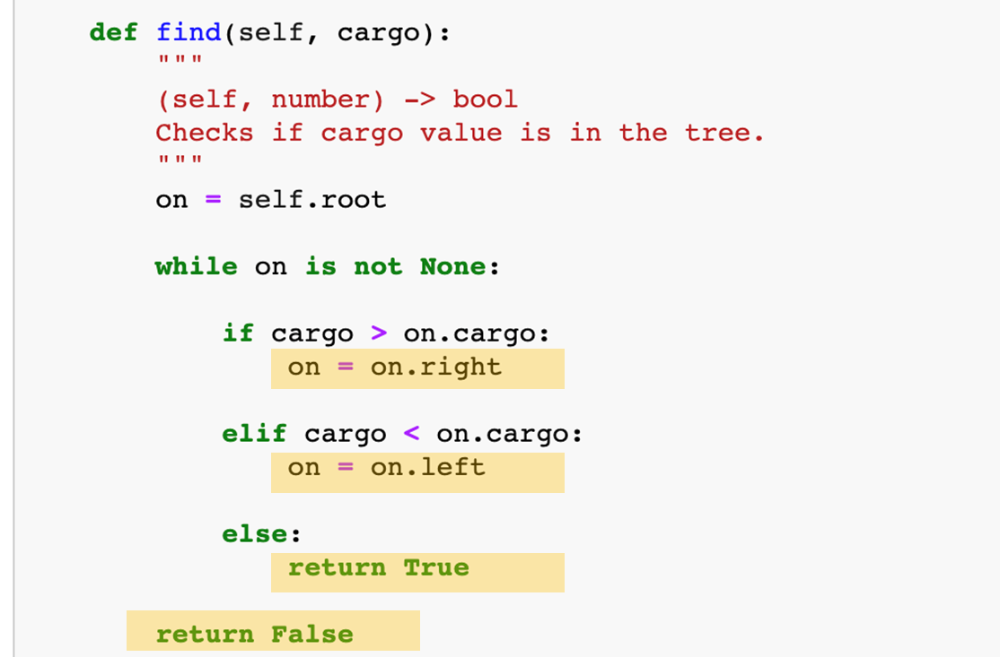 def find(self, cargo):
"""
(self, number) -> bool
Checks if cargo value is in the tree.
"""
on = self.root
while on is not None:
if cargo > on.cargo:
on = on.right
elif cargo < on.cargo:
on = on.left
else:
return True
return False